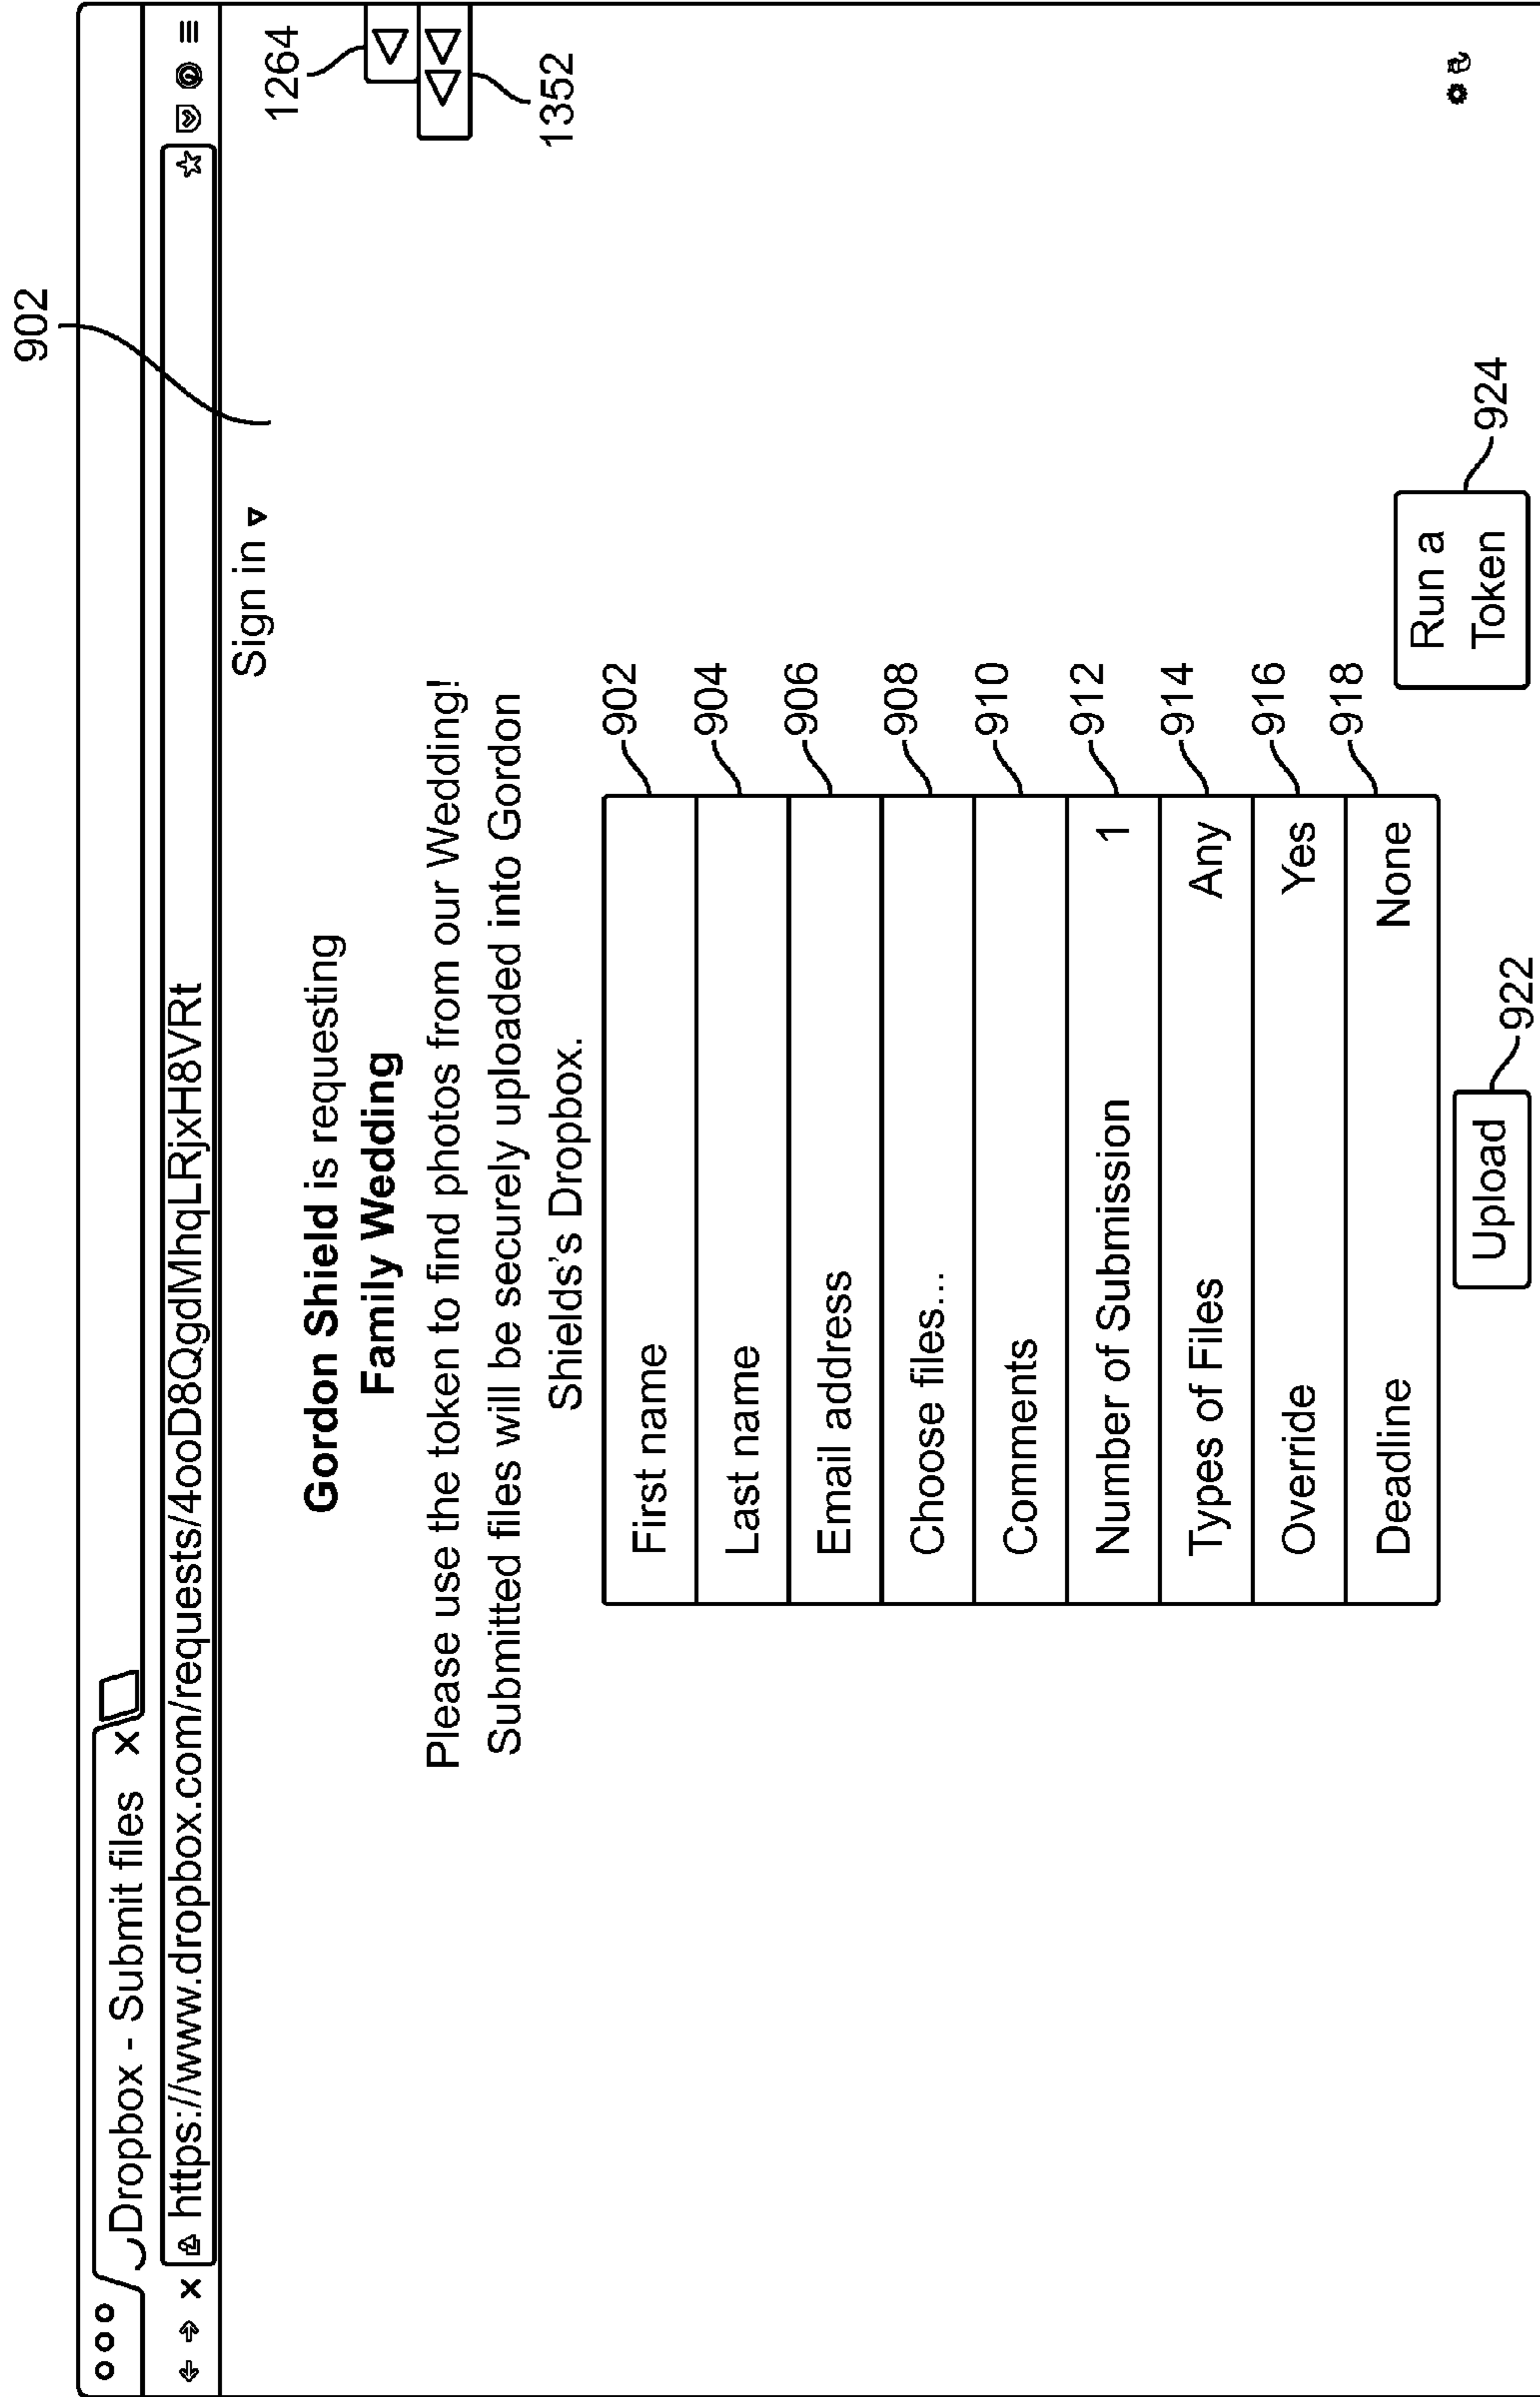 902
Dropbox - Submit files x
https://www.dropbox.com/requests/4ooD8QgdMhqLRjxH8VRt
Sign in
1264
1352
Gordon Shield is requesting
Family Wedding
Please use the token to find photos from our Wedding!
Submitted files will be securely uploaded into Gordon
Shields's Dropbox.
First name 902
Last name 904
Email address 906
Choose files... 908
Comments 910
Number of Submission 1 912
Types of Files Any 914
Override Yes 916
Deadline None 918
Upload 922
Run a
Token 924